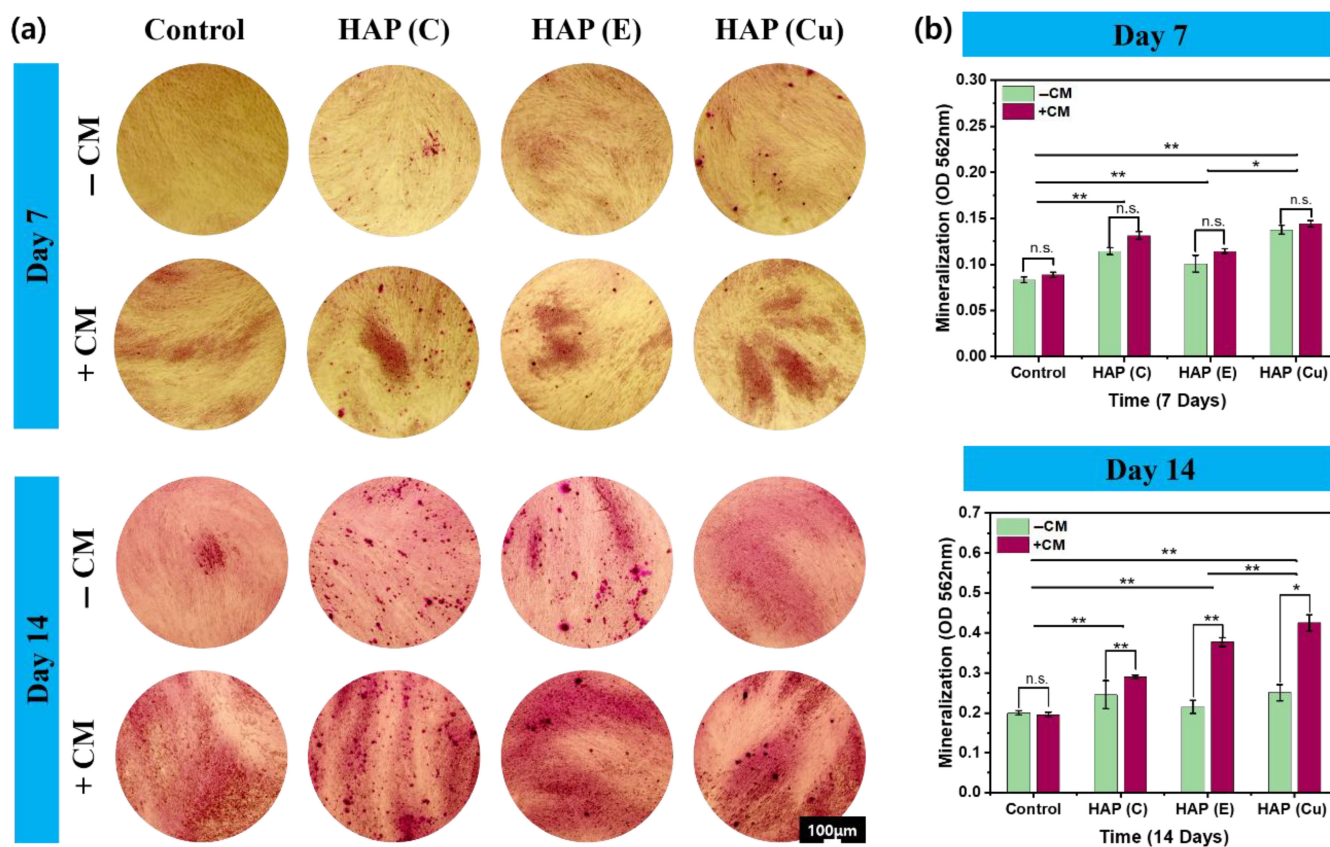 (a)
Control HAP (C) HAP (E) HAP (Cu)
Day 7
– CM
+ CM
Day 14
– CM
+ CM
100µm
(b)
Day 7
Mineralization (OD 562nm)
0.30
0.25
0.20
0.15
0.10
0.05
0.00
–CM
+CM
**
** *
**
n.s. n.s. n.s. n.s.
Control HAP (C) HAP (E) HAP (Cu)
Time (7 Days)
Day 14
Mineralization (OD 562nm)
0.7
0.6
0.5
0.4
0.3
0.2
0.1
0.0
–CM
+CM
**
** **
**
n.s. ** ** *
Control HAP (C) HAP (E) HAP (Cu)
Time (14 Days)